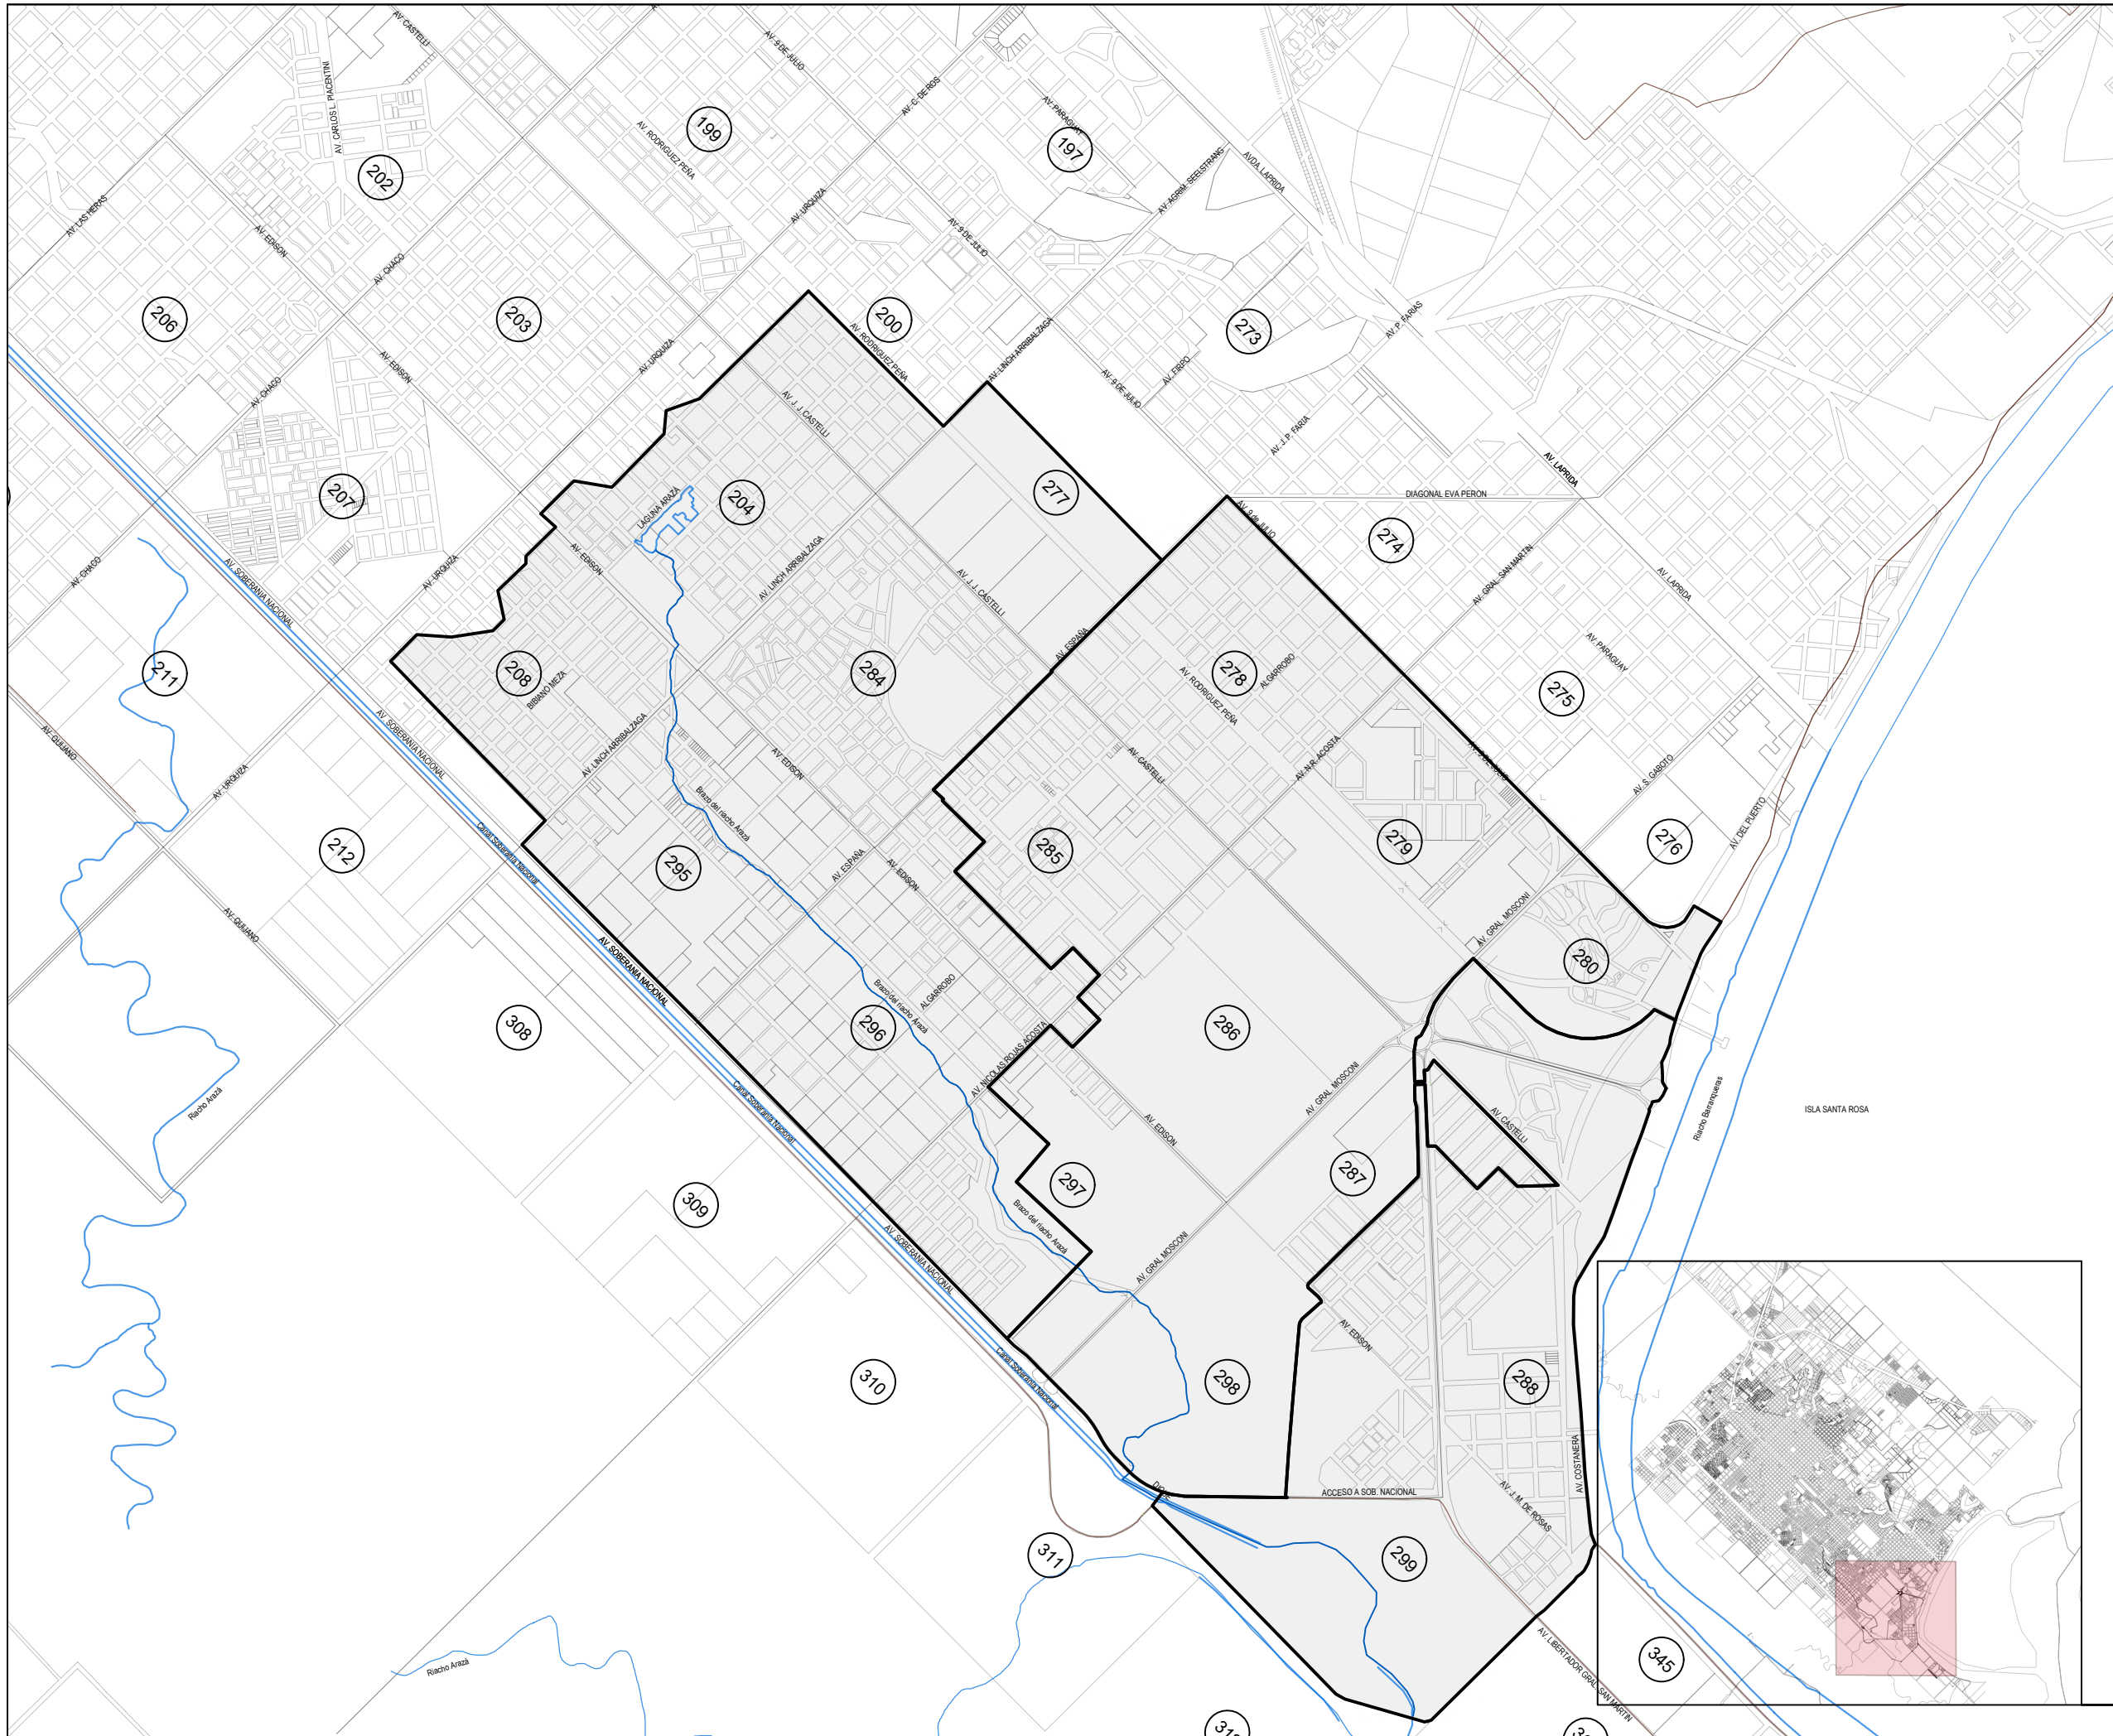 AV. CASTELLI
AV. 9 DE JULIO
AV. CARLOS L. PIACENTINI
199
AV. C. DE ROS
AV. PARAGUAY
AV. RODRIGUEZ PEÑA
197
202
AVDA. LAPRIDA
AV. AGRIM. SEELSTRANG
AV. LAS HERAS
AV. URQUIZA
AV. EDISON
AV. 9 DE JULIO
AV. CHACO
206
203
200
273
AV. P. FARIAS
AV. RODRIGUEZ PEÑA
AV. LINCH ARRIBALZAGA
AV. URQUIZA
AV. EDISON
AV. FIRPO
AV. 9 DE JULIO
AV. CHACO
AV. J. J. CASTELLI
AV. J. P. FARIA
AV. LAPRIDA
207
LAGUNA ARAZÁ
204
277
DIAGONAL EVA PERON
AV. 9 de JULIO
274
AV. CHACO
AV. SOBERANIA NACIONAL
AV. URQUIZA
AV. EDISON
AV. LINCH ARRIBALZAGA
AV. J. J. CASTELLI
AV. GRAL. SAN MARTIN
AV. LAPRIDA
211
208
BIBIANO MEZA
284
AV. ESPAÑA
278
ALGARROBO
AV. RODRIGUEZ PEÑA
275
AV. PARAGUAY
AV. QUIJANO
AV. SOBERANIA NACIONAL
AV. URQUIZA
AV. LINCH ARRIBALZAGA
AV. EDISON
AV. CASTELLI
AV. N.R. ACOSTA
AV. S. GABOTO
Brazo del riacho Arazá
212
Canal Soberanía Nacional
295
AV. ESPAÑA
AV. EDISON
285
279
276
AV. DEL PUERTO
AV. QUIJANO
AV. SOBERANIA NACIONAL
AV. GRAL. MOSCONI
280
308
296
Brazo del riacho Arazá
ALGARROBO
286
AV. NICOLAS ROJAS ACOSTA
Riacho Arazá
Canal Soberanía Nacional
AV. EDISON
AV. GRAL. MOSCONI
AV. CASTELLI
Riacho Barranqueras
ISLA SANTA ROSA
309
297
287
Brazo del riacho Arazá
AV. SOBERANIA NACIONAL
AV. GRAL MOSCONI
AV. EDISON
310
Canal Soberanía Nacional
298
288
AV. COSTANERA
ACCESO A SOB. NACIONAL
AV. J. M. DE ROSAS
311
299
Riacho Arazá
AV. LIBERTADOR GRAL. SAN MARTIN
345